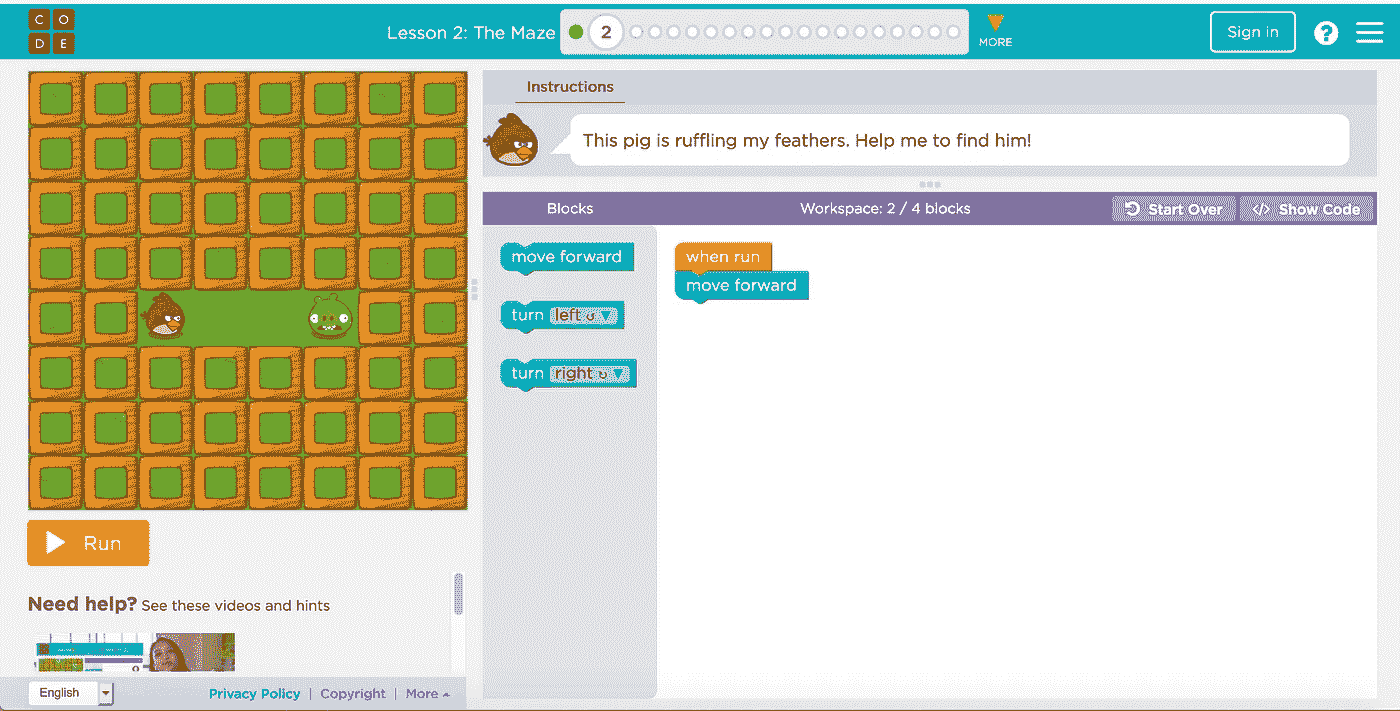 C O
D E
Lesson 2: The Maze
2
MORE
Sign in
?
Instructions
This pig is ruffling my feathers. Help me to find him!
Blocks
Workspace: 2 / 4 blocks
Start Over
</> Show Code
move forward
turn left ↺ ▼
turn right ↻ ▼
when run
move forward
Run
Need help? See these videos and hints
English
Privacy Policy | Copyright | More